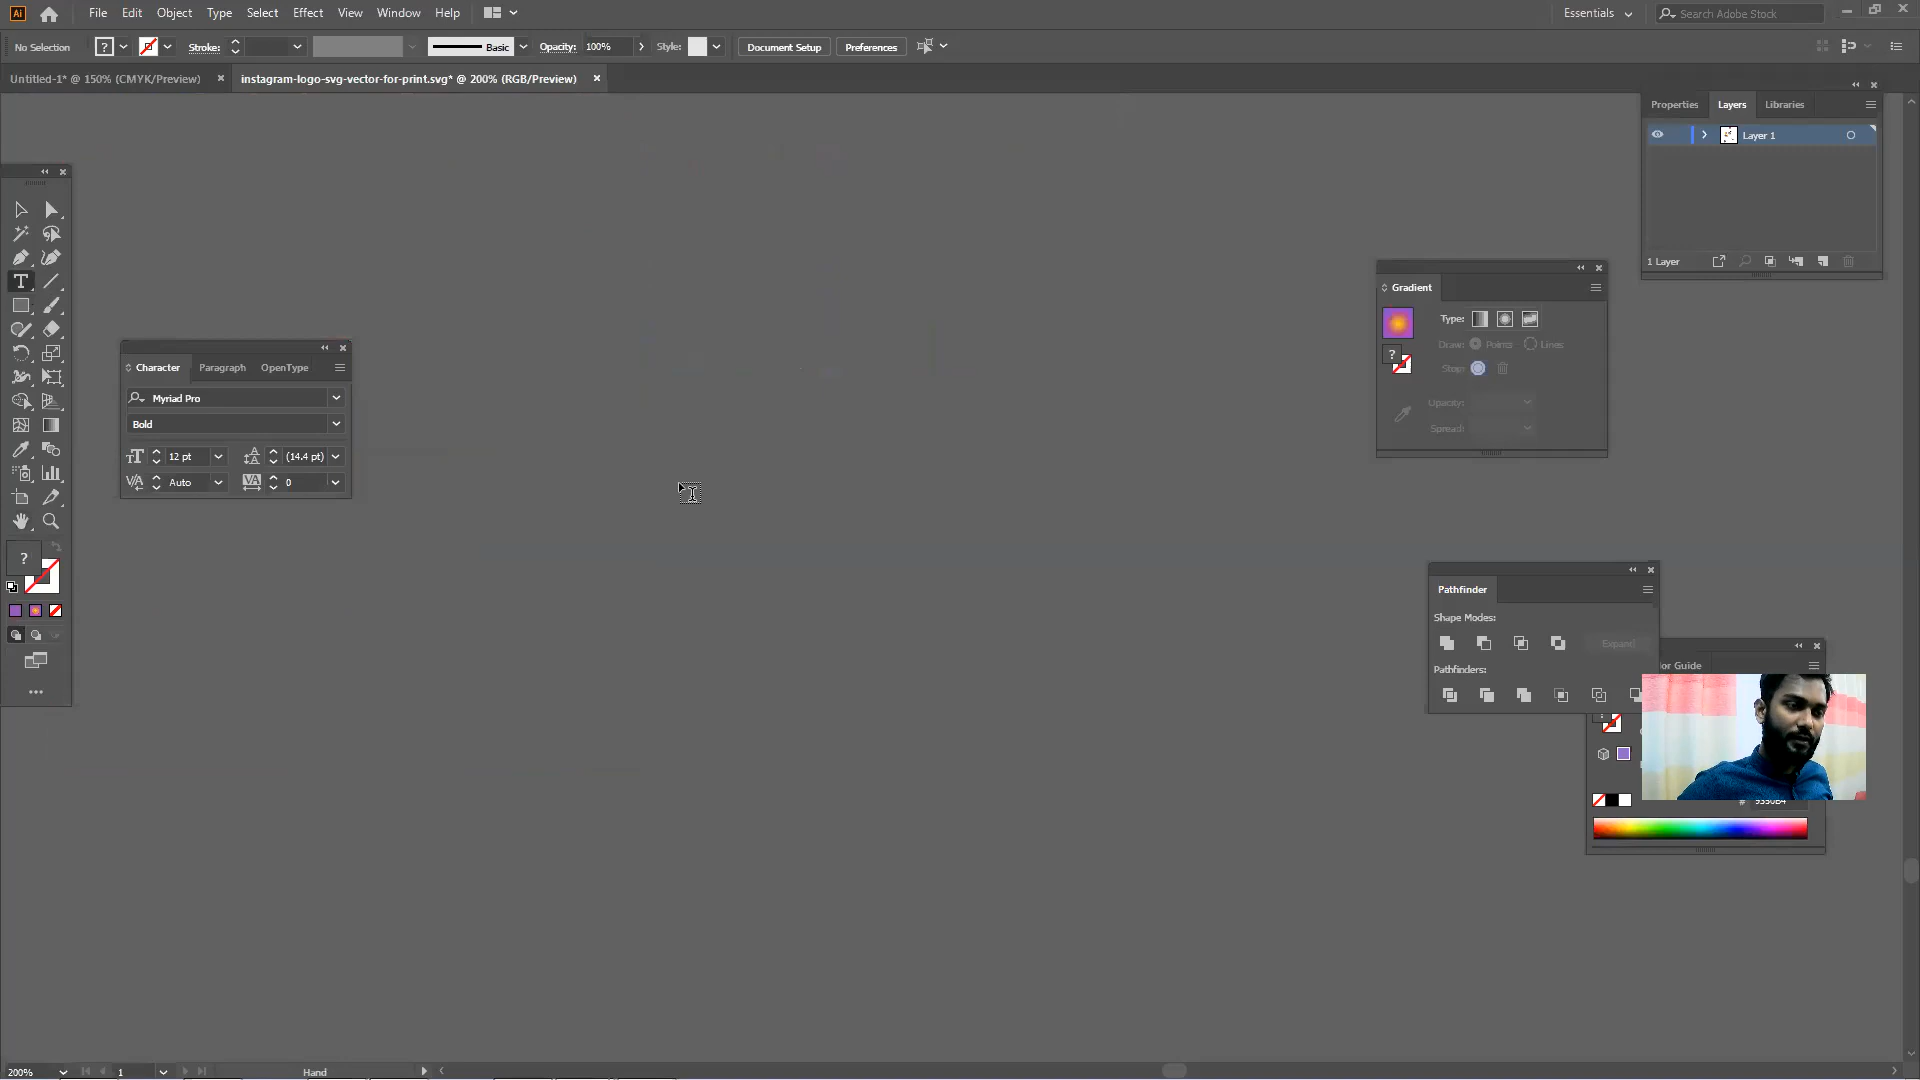 Ai File Edit Object Type Select Effect View Window Help Essentials Search Adobe Stock
No Selection ? Stroke: Basic Opacity: 100% Style: Document Setup Preferences
Untitled-1* @ 150% (CMYK/Preview) × instagram-logo-svg-vector-for-print.svg* @ 200% (RGB/Preview) ×
Properties Layers Libraries
Layer 1
1 Layer
Gradient
Type:
Draw: Points Lines
?
Stop:
Opacity:
Spread:
Character Paragraph OpenType
Myriad Pro
Bold
12 pt (14.4 pt)
Auto 0
?
Pathfinder
Shape Modes:
Expand
Pathfinders:
lor Guide
200% 1 Hand